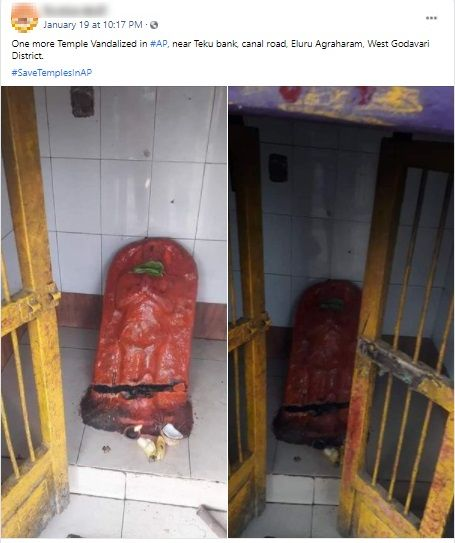 January 19 at 10:17 PM ·
One more Temple Vandalized in #AP, near Teku bank, canal road, Eluru Agraharam, West Godavari
District.
#SaveTemplesInAP